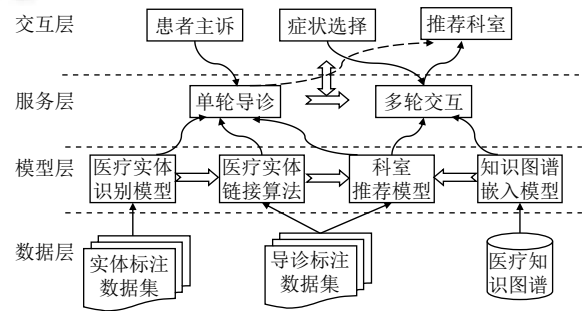 交互层
患者主诉
症状选择
推荐科室
服务层
单轮导诊
多轮交互
模型层
医疗实体
识别模型
医疗实体
链接算法
科室
推荐模型
知识图谱
嵌入模型
数据层
实体标注
数据集
导诊标注
数据集
医疗知
识图谱